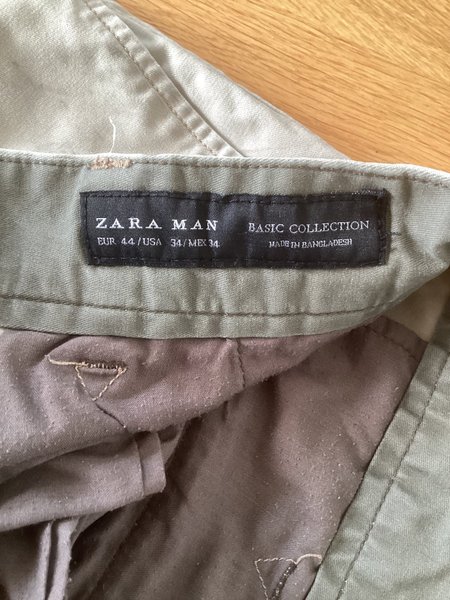 ZARA MAN
EUR 44 / USA 34 / MEX 34
BASIC COLLECTION
MADE IN BANGLADESH